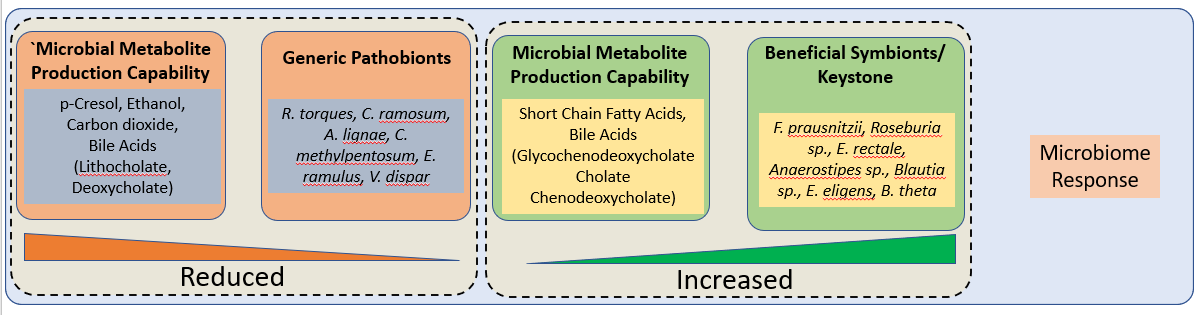 `Microbial Metabolite
Production Capability
p-Cresol, Ethanol,
Carbon dioxide,
Bile Acids
(Lithocholate,
Deoxycholate)
Generic Pathobionts
R. torques, C. ramosum,
A. lignae, C.
methylpentosum, E.
ramulus, V. dispar
Reduced
Microbial Metabolite
Production Capability
Short Chain Fatty Acids,
Bile Acids
(Glycochenodeoxycholate
Cholate
Chenodeoxycholate)
Beneficial Symbionts/
Keystone
F. prausnitzii, Roseburia
sp., E. rectale,
Anaerostipes sp., Blautia
sp., E. eligens, B. theta
Increased
Microbiome
Response